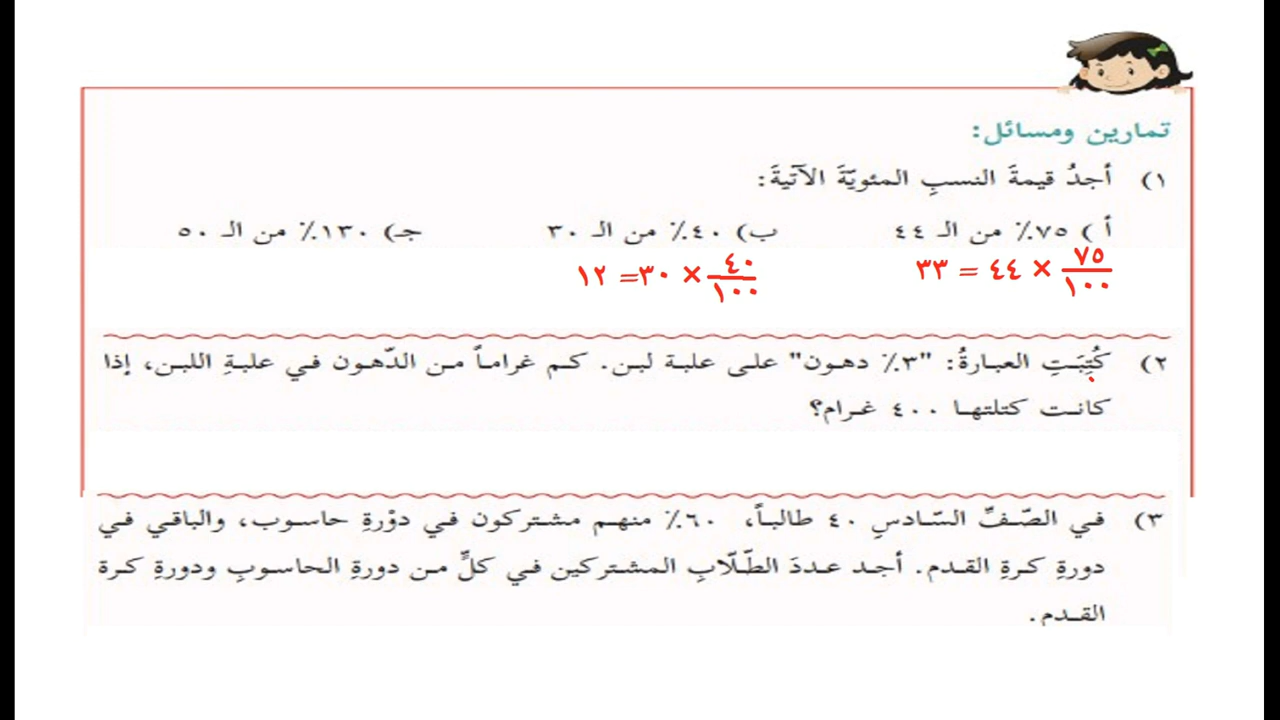 تمارين ومسائل:
١) أجدُ قيمةَ النسبِ المئويّةَ الآتيةَ:
أ ) ٧٥٪ من الـ ٤٤ ب) ٤٠٪ من الـ ٣٠ جـ) ١٣٠٪ من الـ ٥٠
٧٥/١٠٠ × ٤٤ = ٣٣ ٤٠/١٠٠ × ٣٠ = ١٢
٢) كُتِبَتِ العبارةُ: "٣٪ دهون" على علبة لبن. كم غراماً من الدّهون في علبةِ اللبن، إذا
كانت كتلتها ٤٠٠ غرام؟
٣) في الصّفِّ السّادسِ ٤٠ طالباً، ٦٠٪ منهم مشتركون في دوْرةِ حاسوب، والباقي في
دورةِ كرةِ القدم. أجد عددَ الطّلّابِ المشتركين في كلٍّ من دورةِ الحاسوبِ ودورةِ كرة
القدم.